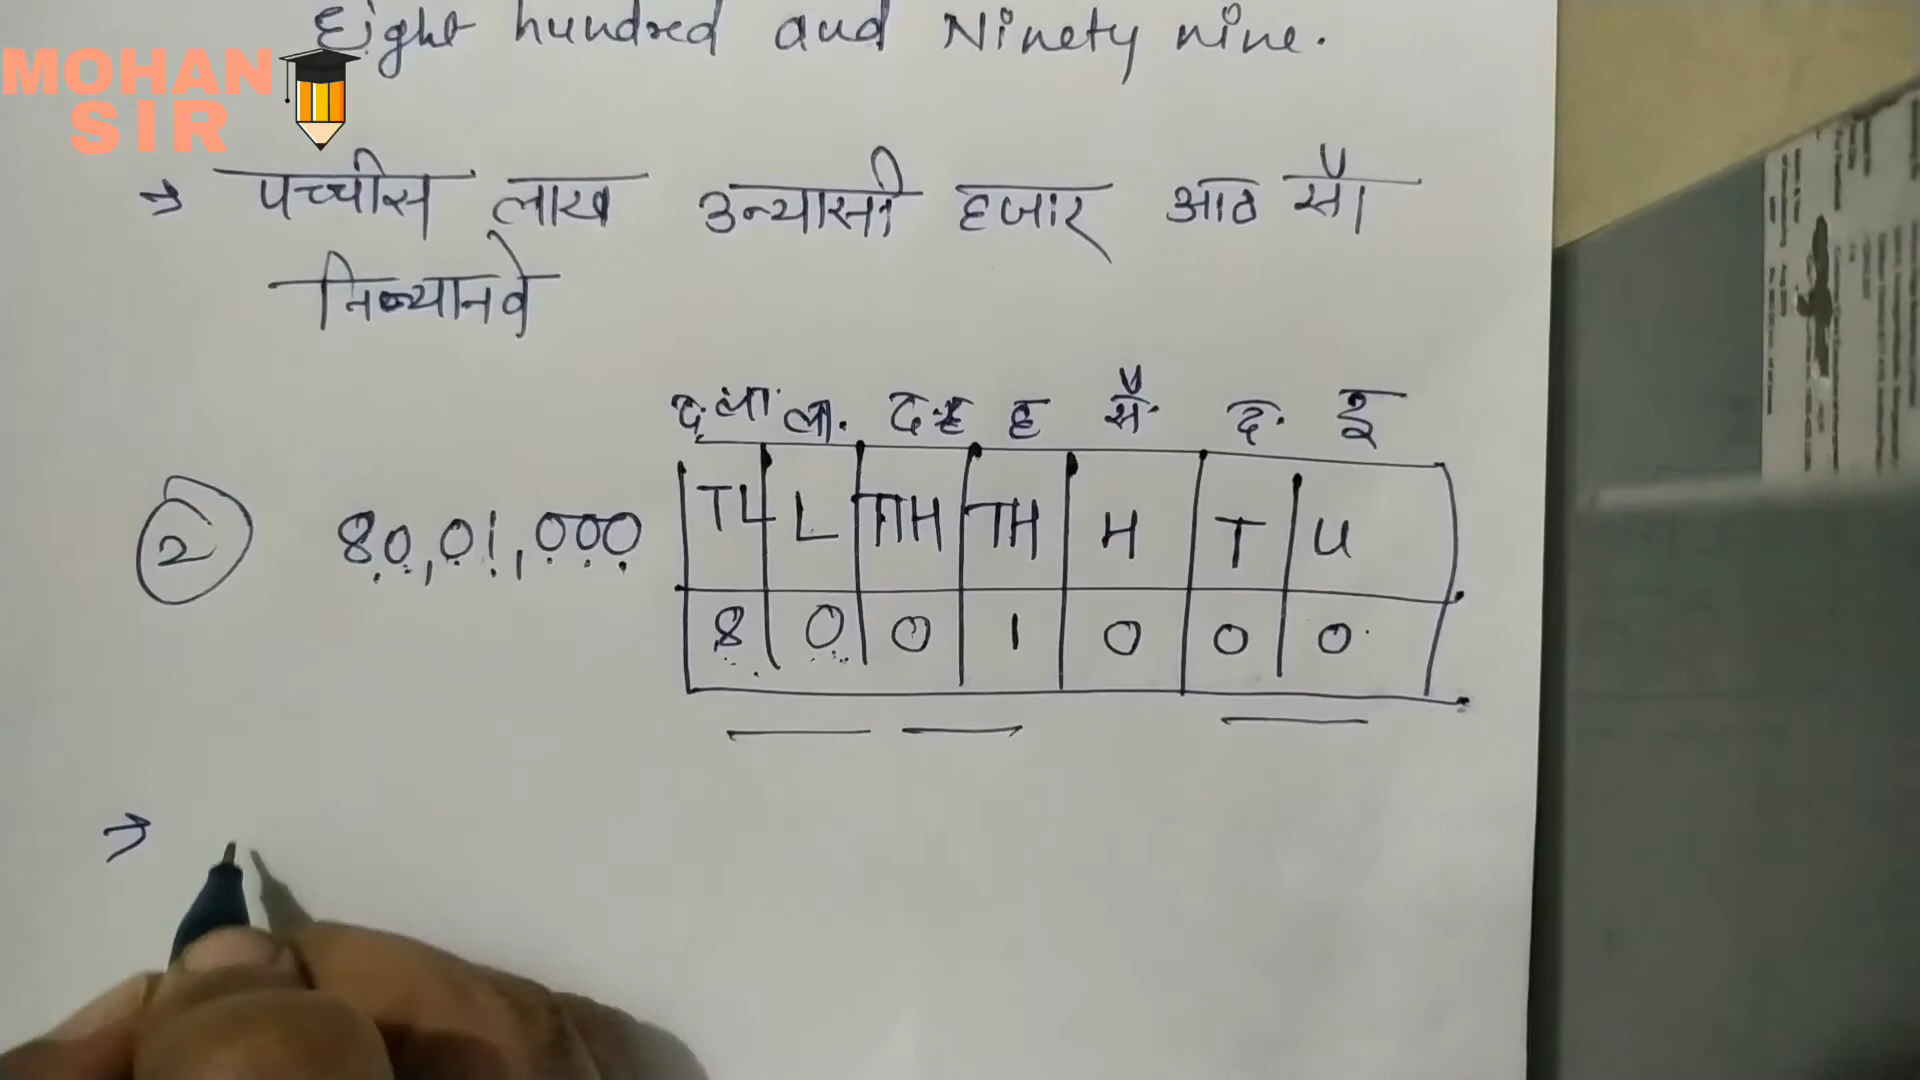 Eight hundred and Ninety nine.
MOHAN
SIR
→ पच्चीस लाख उन्यासी हजार आठ सौ
निन्यानवे
द.ला. ला. द.ह ह सै. द. इ
② 80,01,000 TL L TTH TH H T U
8 0 0 1 0 0 0
→